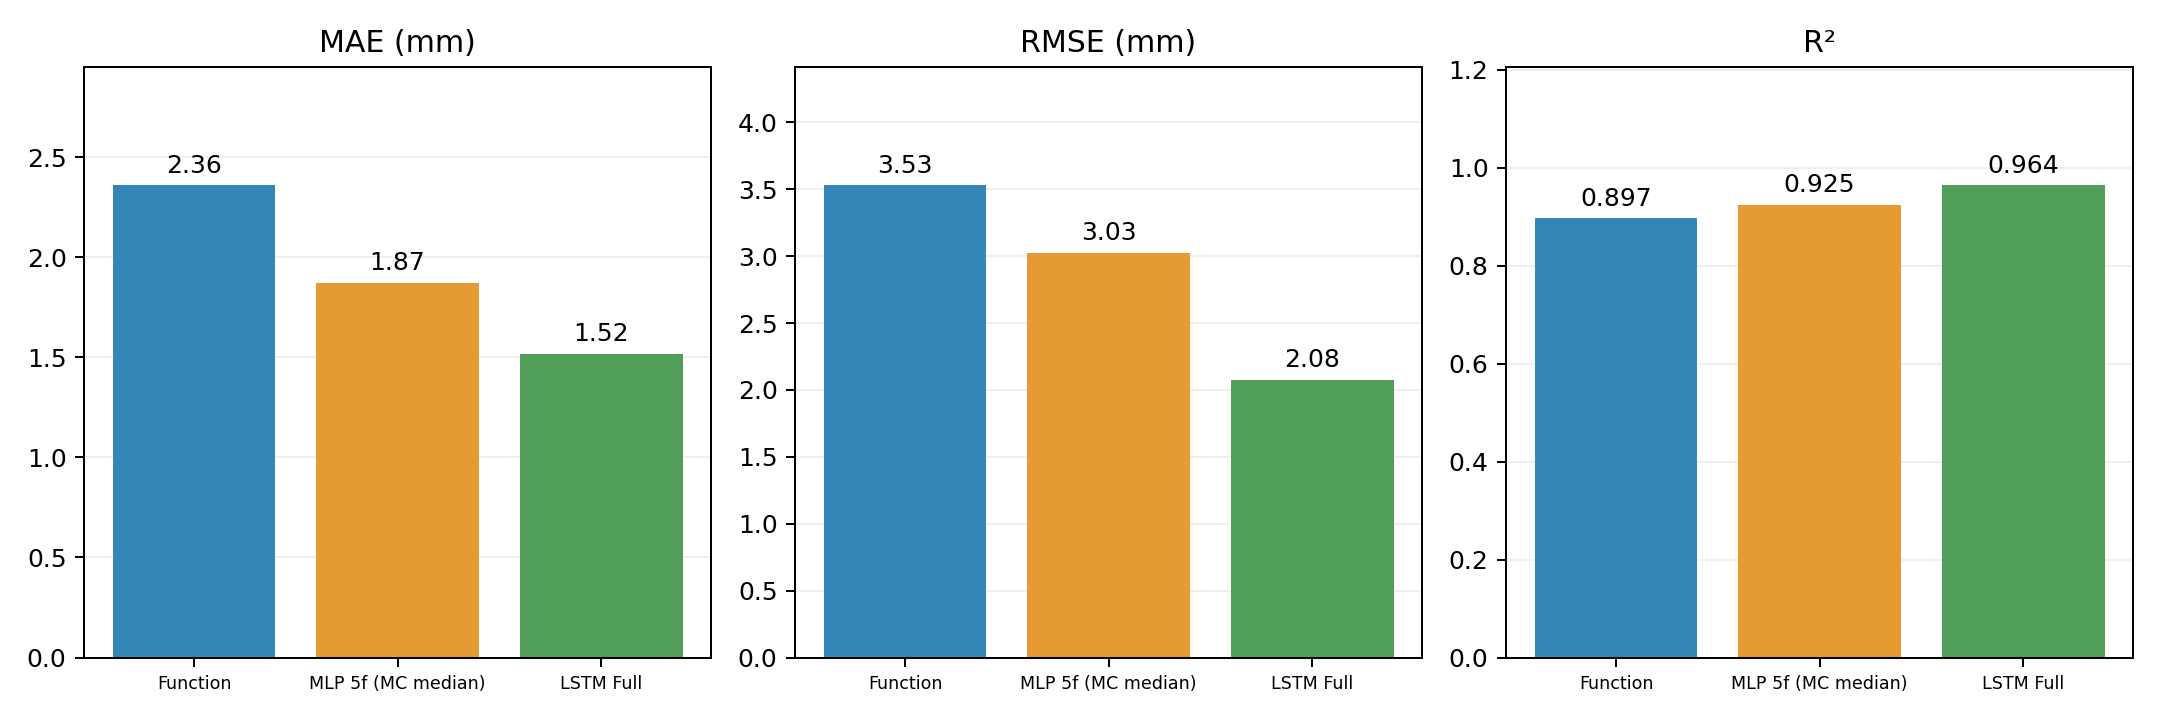 MAE (mm)
2.5
2.0
1.5
1.0
0.5
0.0
2.36
1.87
1.52
Function
MLP 5f (MC median)
LSTM Full
RMSE (mm)
4.0
3.5
3.0
2.5
2.0
1.5
1.0
0.5
0.0
3.53
3.03
2.08
Function
MLP 5f (MC median)
LSTM Full
R²
1.2
1.0
0.8
0.6
0.4
0.2
0.0
0.897
0.925
0.964
Function
MLP 5f (MC median)
LSTM Full